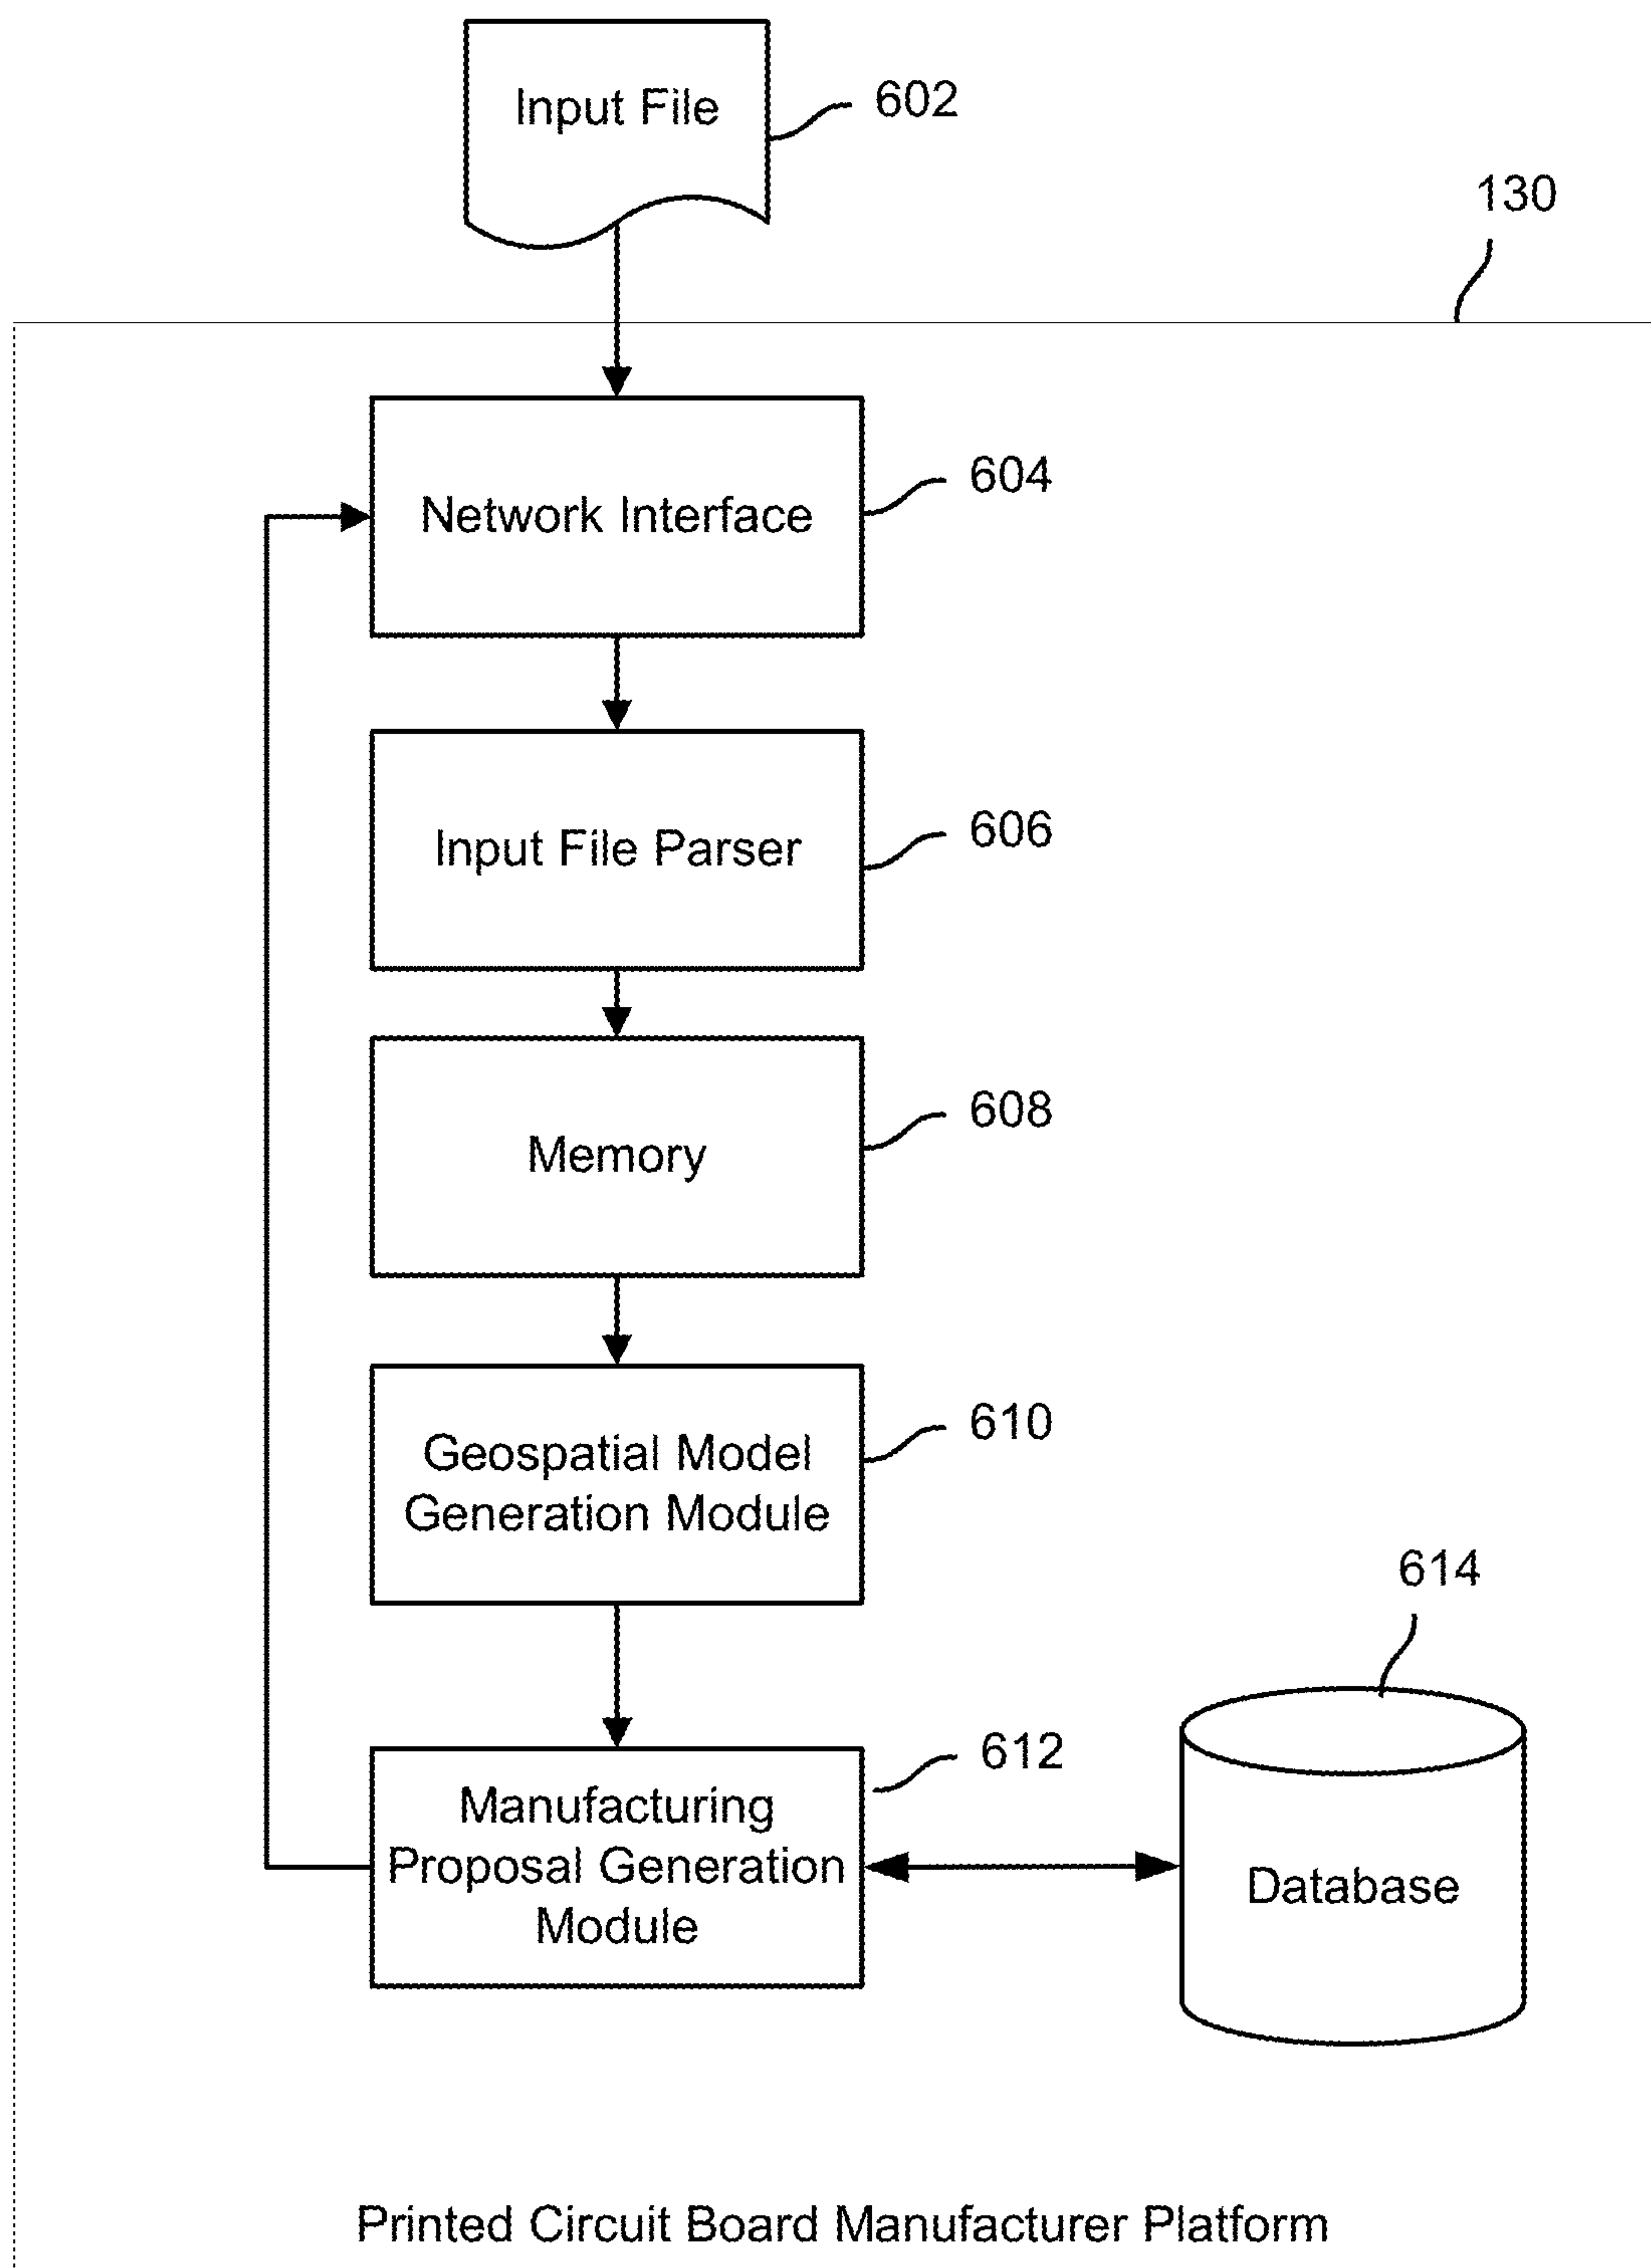 Input File
602
130
Network Interface
604
Input File Parser
606
Memory
608
Geospatial Model
Generation Module
610
614
612
Manufacturing
Proposal Generation
Module
Database
Printed Circuit Board Manufacturer Platform